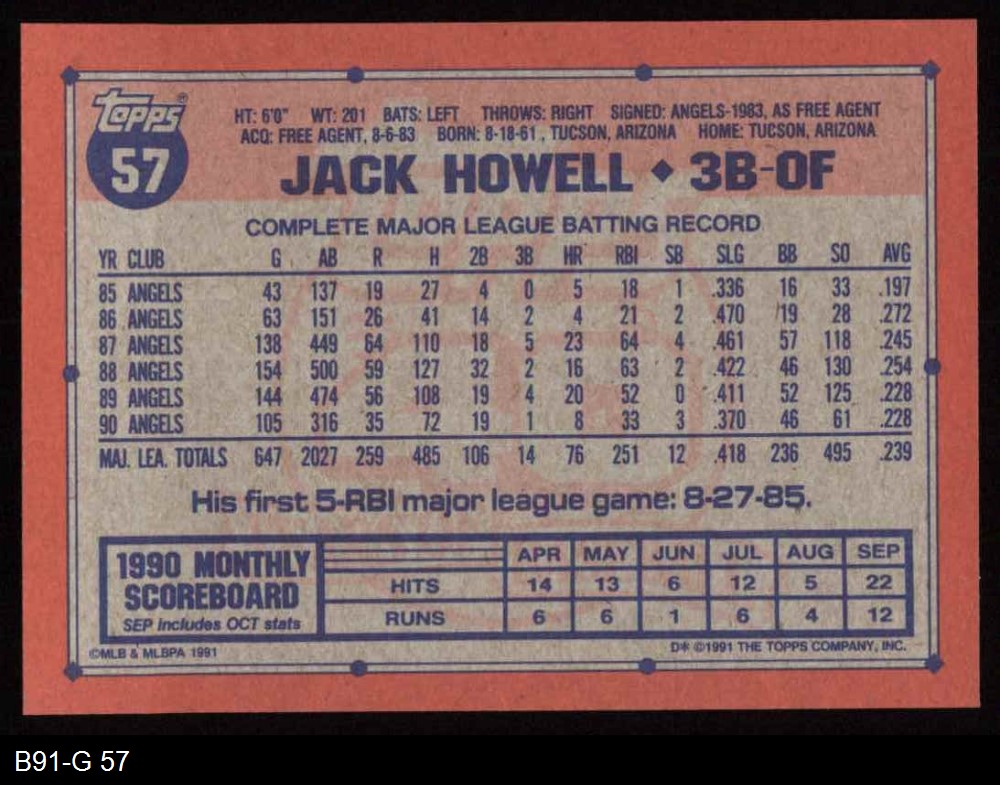 Topps®
57
HT: 6'0" WT: 201 BATS: LEFT THROWS: RIGHT SIGNED: ANGELS-1983, AS FREE AGENT
ACQ: FREE AGENT, 8-6-83 BORN: 8-18-61, TUCSON, ARIZONA HOME: TUCSON, ARIZONA
JACK HOWELL ◆ 3B-OF
COMPLETE MAJOR LEAGUE BATTING RECORD
YR CLUB G AB R H 2B 3B HR RBI SB SLG BB SO AVG
85 ANGELS 43 137 19 27 4 0 5 18 1 .336 16 33 .197
86 ANGELS 63 151 26 41 14 2 4 21 2 .470 19 28 .272
87 ANGELS 138 449 64 110 18 5 23 64 4 .461 57 118 .245
88 ANGELS 154 500 59 127 32 2 16 63 2 .422 46 130 .254
89 ANGELS 144 474 56 108 19 4 20 52 0 .411 52 125 .228
90 ANGELS 105 316 35 72 19 1 8 33 3 .370 46 61 .228
MAJ. LEA. TOTALS 647 2027 259 485 106 14 76 251 12 .418 236 495 .239
His first 5-RBI major league game: 8-27-85.
1990 MONTHLY
SCOREBOARD
SEP includes OCT stats
APR MAY JUN JUL AUG SEP
HITS 14 13 6 12 5 22
RUNS 6 6 1 6 4 12
©MLB & MLBPA 1991
D* ©1991 THE TOPPS COMPANY, INC.
B91-G 57